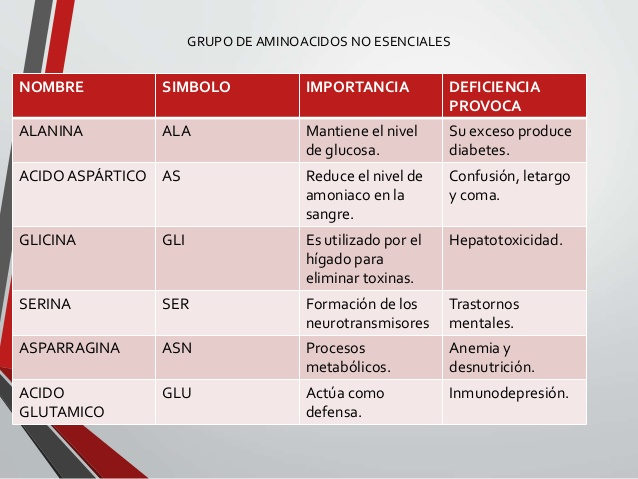 GRUPO DE AMINOACIDOS NO ESENCIALES
NOMBRE SIMBOLO IMPORTANCIA DEFICIENCIA
PROVOCA
ALANINA ALA Mantiene el nivel Su exceso produce
de glucosa. diabetes.
ACIDO ASPÁRTICO AS Reduce el nivel de Confusión, letargo
amoniaco en la y coma.
sangre.
GLICINA GLI Es utilizado por el Hepatotoxicidad.
hígado para
eliminar toxinas.
SERINA SER Formación de los Trastornos
neurotransmisores mentales.
ASPARRAGINA ASN Procesos Anemia y
metabólicos. desnutrición.
ACIDO GLU Actúa como Inmunodepresión.
GLUTAMICO defensa.